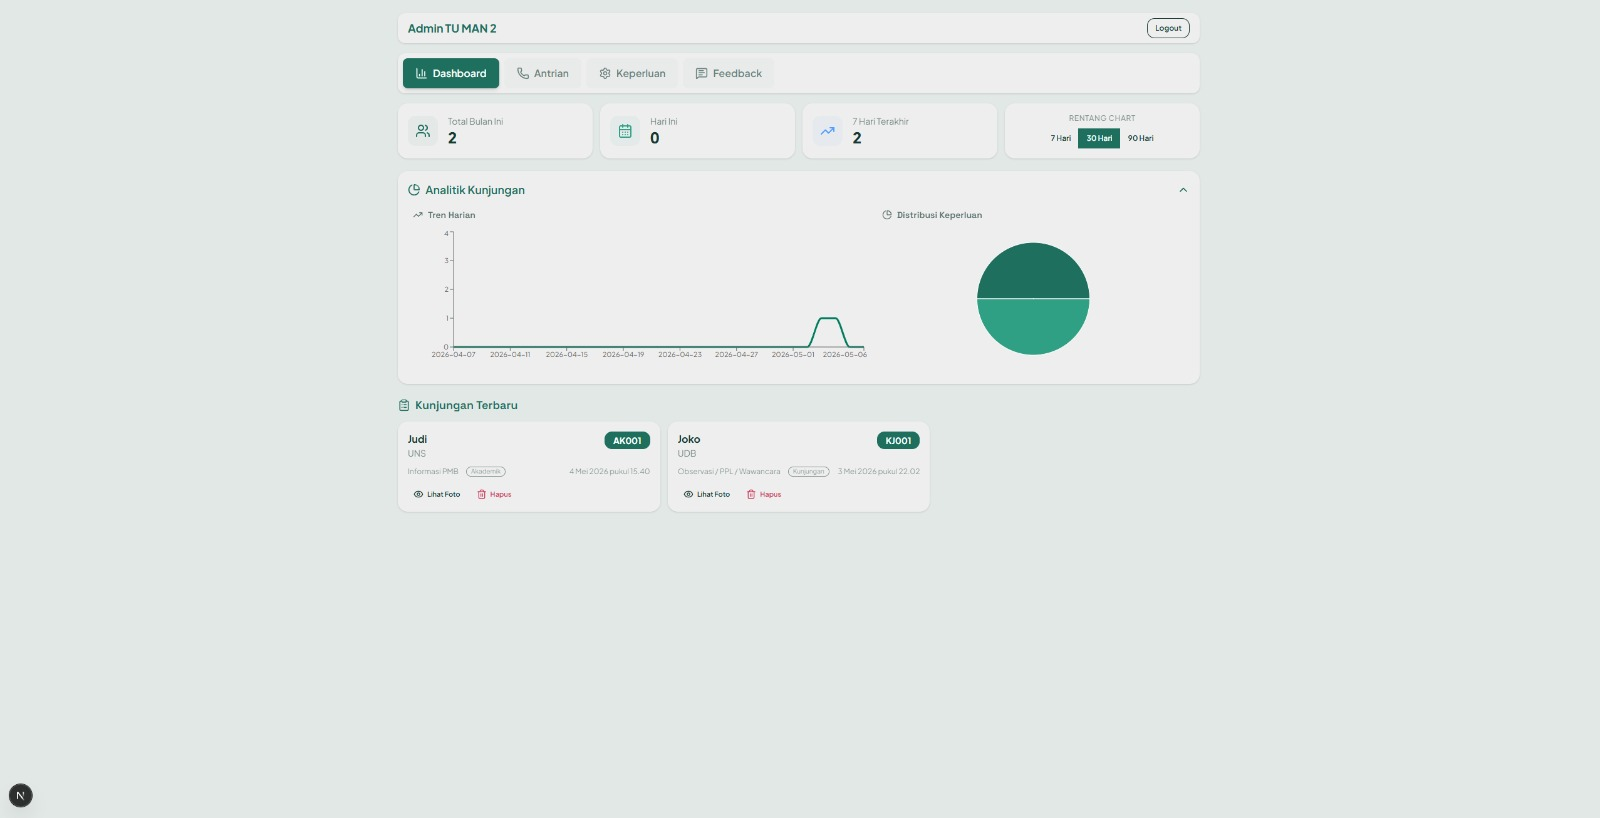 Admin TU MAN 2
Logout
Dashboard
Antrian
Keperluan
Feedback
Total Bulan Ini
2
Hari Ini
0
7 Hari Terakhir
2
RENTANG CHART
7 Hari
30 Hari
90 Hari
Analitik Kunjungan
Tren Harian
4
3
2
1
0
2026-04-07
2026-04-11
2026-04-15
2026-04-19
2026-04-23
2026-04-27
2026-05-01
2026-05-06
Distribusi Keperluan
Kunjungan Terbaru
Judi
AK001
UNS
Informasi PMB
Akademik
4 Mei 2026 pukul 15.40
Lihat Foto
Hapus
Joko
KJ001
UDB
Observasi / PPL / Wawancara
Kunjungan
3 Mei 2026 pukul 22.02
Lihat Foto
Hapus
N